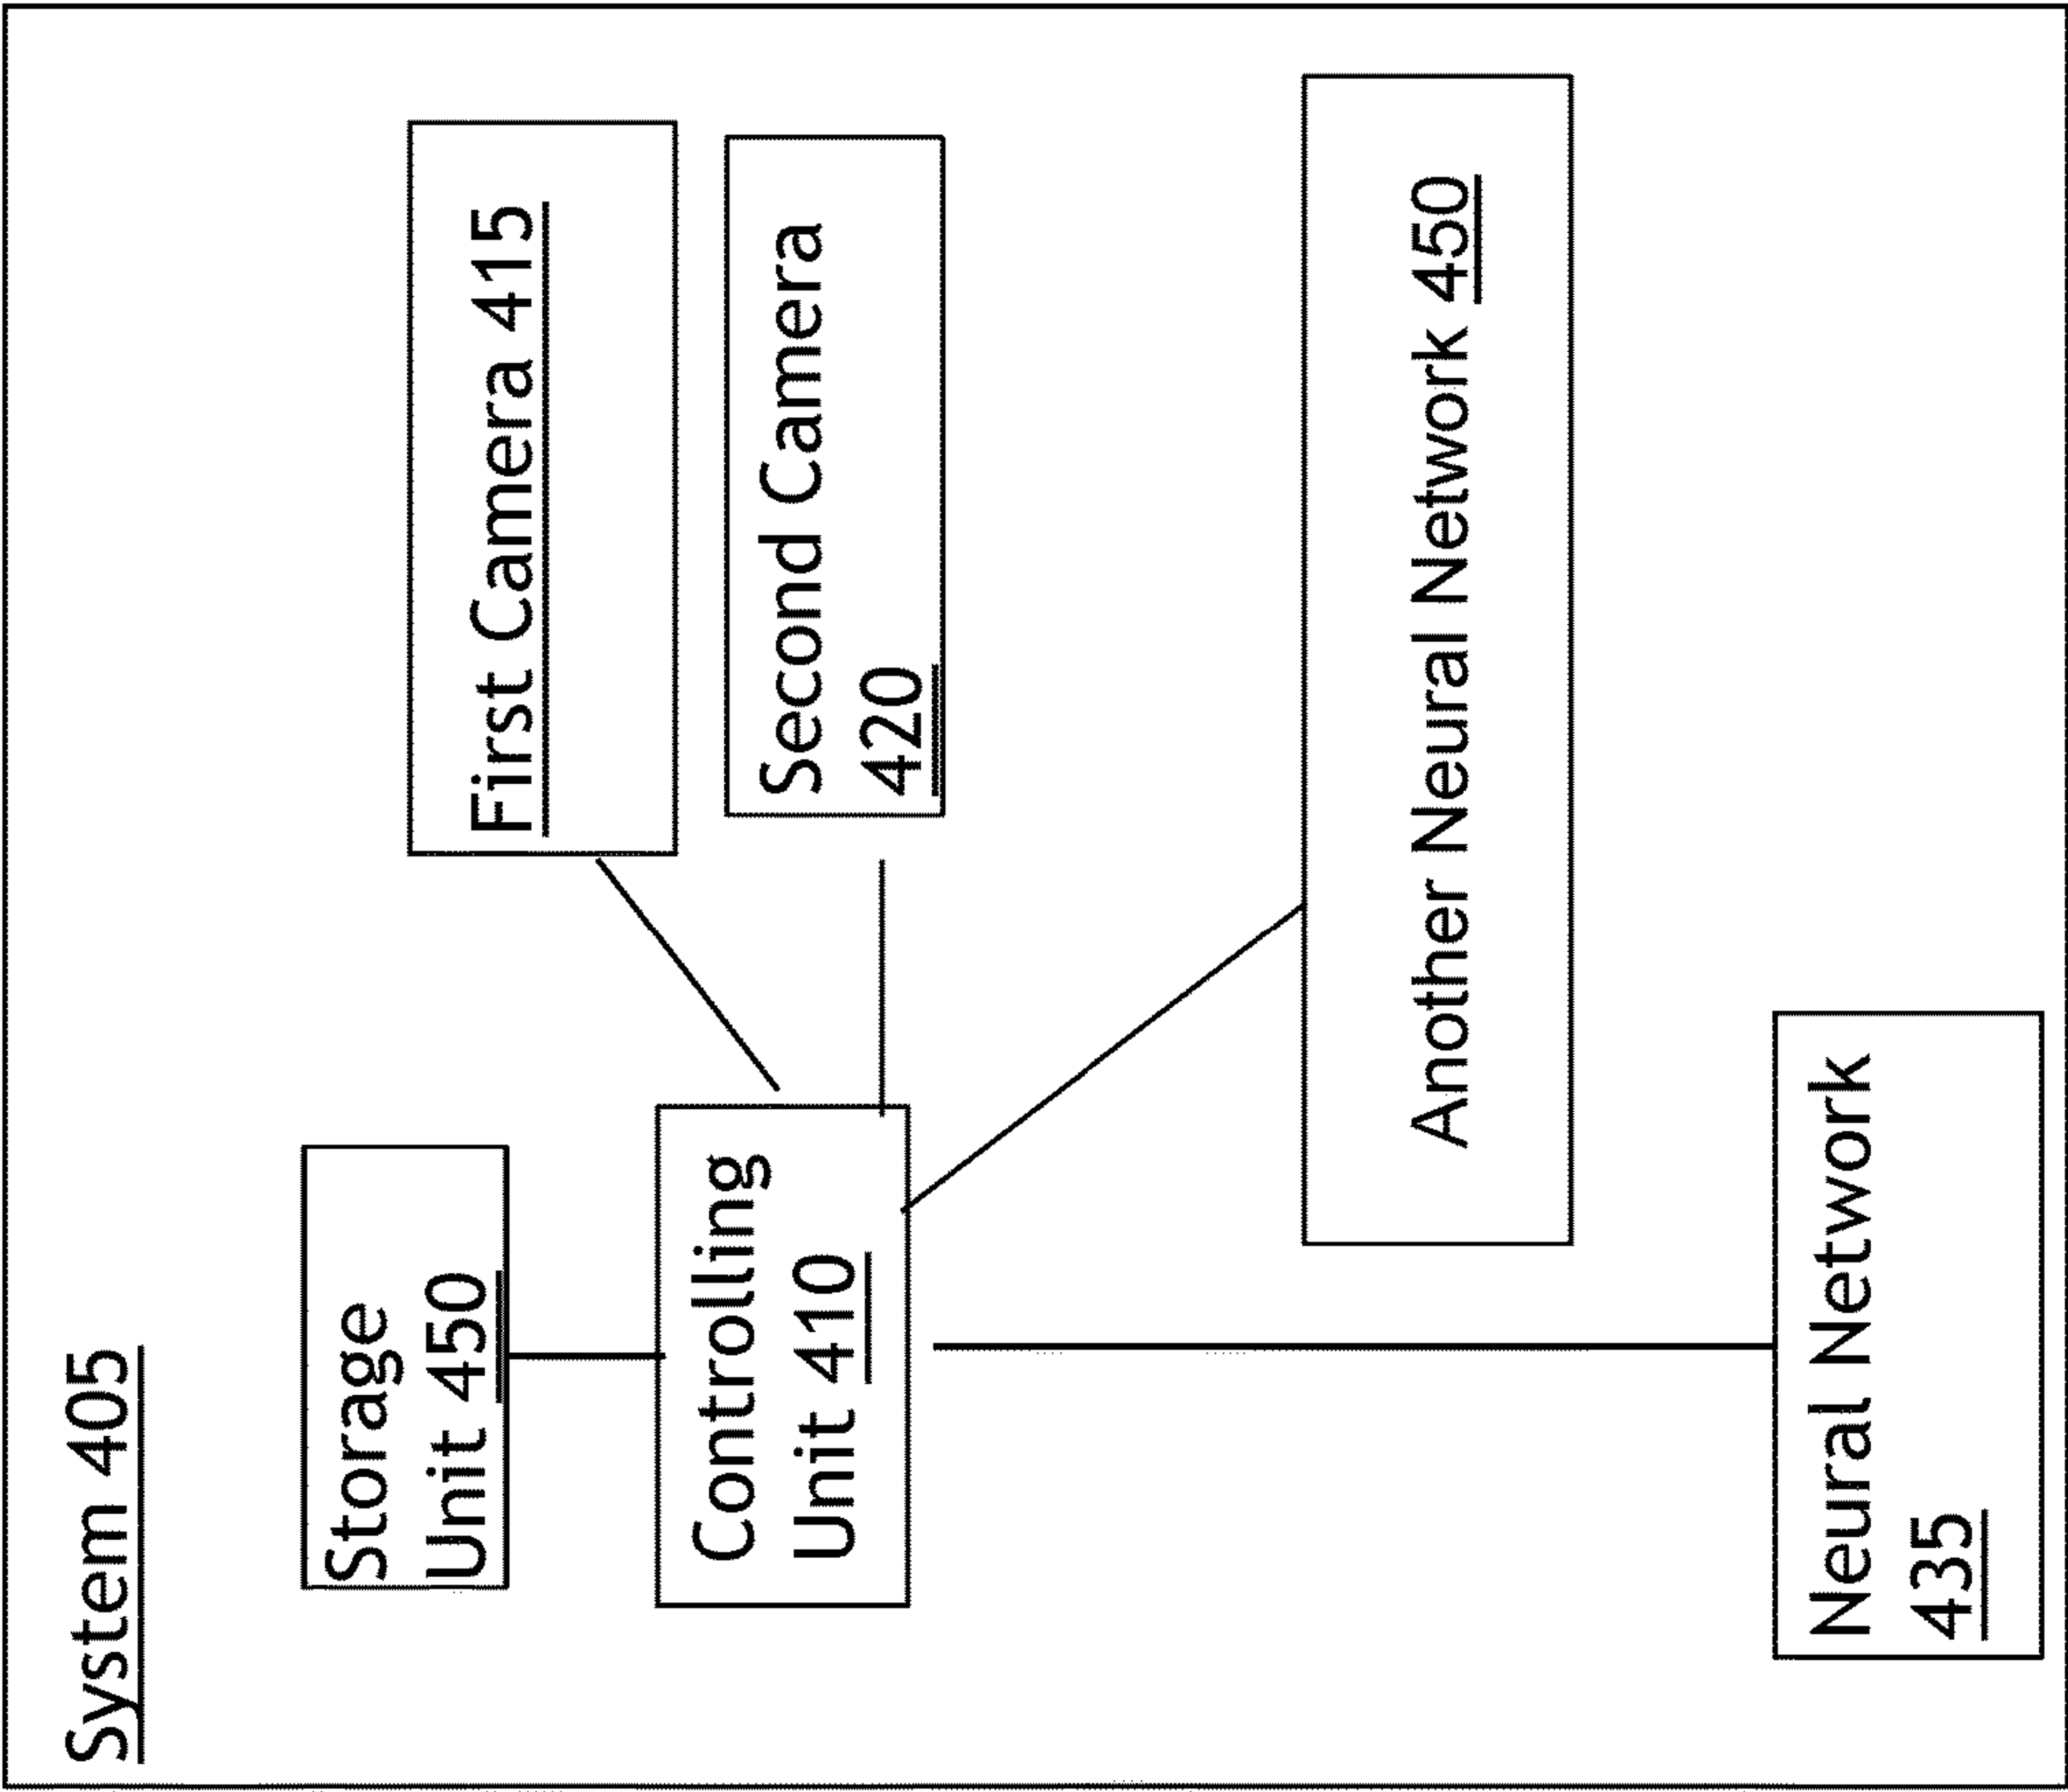 System 405
Storage
Unit 450
Controlling
Unit 410
First Camera 415
Second Camera
420
Another Neural Network 450
Neural Network
435